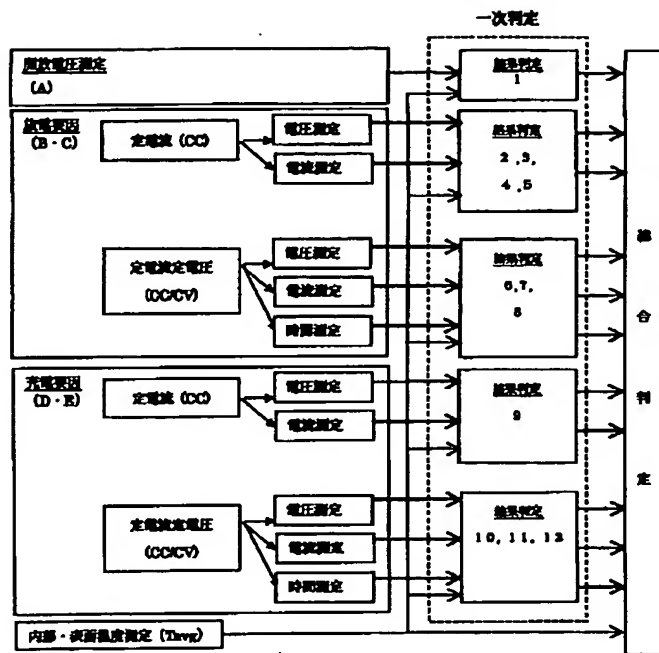 一次判定
開放電圧測定
(A)
結果判定
1
放電要因
(B・C)
定電流 (CC)
電圧測定
電流測定
結果判定
2 ,3,
4 ,5
定電流定電圧
(CC/CV)
電圧測定
電流測定
時間測定
結果判定
6,7,
8
充電要因
(D・E)
定電流 (CC)
電圧測定
電流測定
結果判定
9
定電流定電圧
(CC/CV)
電圧測定
電流測定
時間測定
結果判定
10, 11, 12
内部・表面温度測定 (Tavg)
総合判定